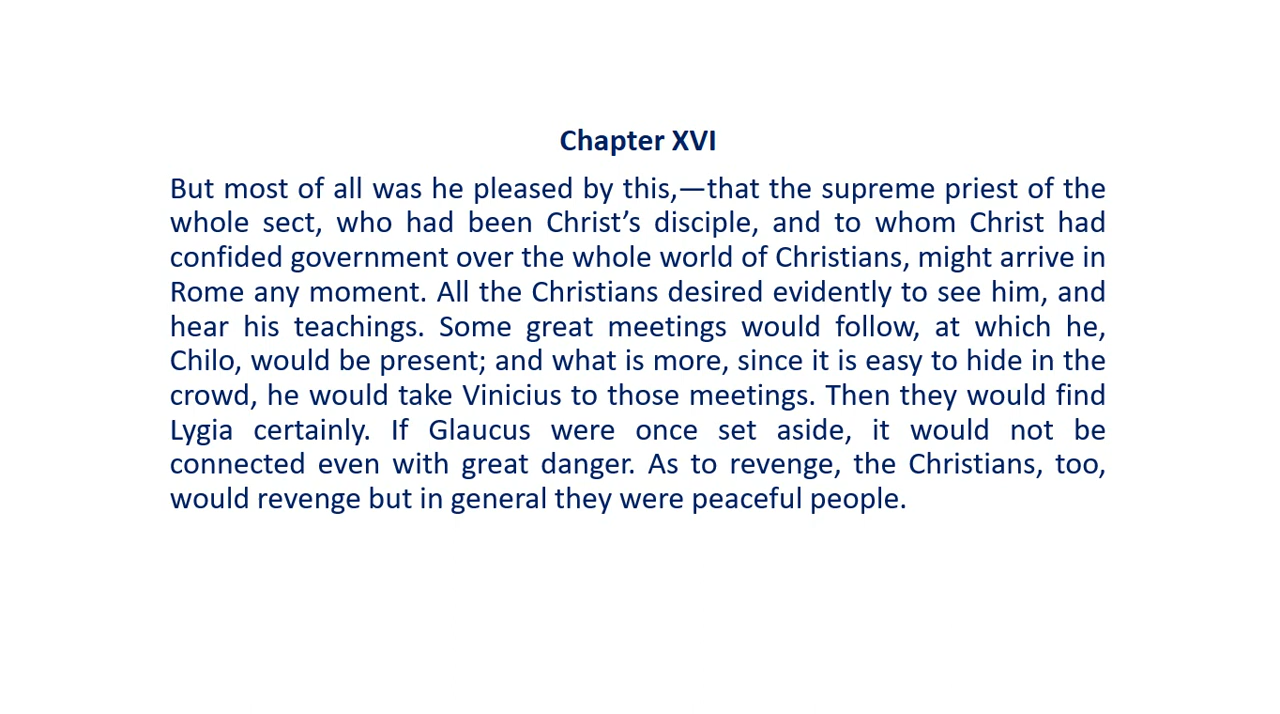 Chapter XVI
But most of all was he pleased by this,—that the supreme priest of the
whole sect, who had been Christ’s disciple, and to whom Christ had
confided government over the whole world of Christians, might arrive in
Rome any moment. All the Christians desired evidently to see him, and
hear his teachings. Some great meetings would follow, at which he,
Chilo, would be present; and what is more, since it is easy to hide in the
crowd, he would take Vinicius to those meetings. Then they would find
Lygia certainly. If Glaucus were once set aside, it would not be
connected even with great danger. As to revenge, the Christians, too,
would revenge but in general they were peaceful people.